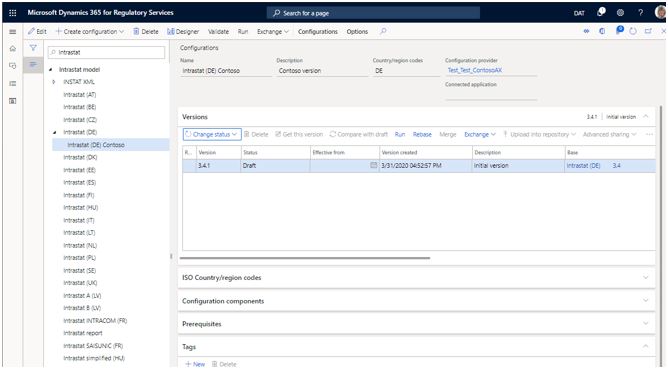 Microsoft Dynamics 365 for Regulatory Services
Search for a page
DAT
Edit
Create configuration
Delete
Designer
Validate
Run
Exchange
Configurations
Options
Intrastat
Intrastat model
INSTAT XML
Intrastat (AT)
Intrastat (BE)
Intrastat (CZ)
Intrastat (DE)
Intrastat (DE) Contoso
Intrastat (DK)
Intrastat (EE)
Intrastat (ES)
Intrastat (FI)
Intrastat (HU)
Intrastat (IT)
Intrastat (LT)
Intrastat (NL)
Intrastat (PL)
Intrastat (SE)
Intrastat (UK)
Intrastat A (LV)
Intrastat B (LV)
Intrastat INTRACOM (FR)
Intrastat report
Intrastat SAISUNIC (FR)
Intrastat simplified (HU)
Configurations
Name
Description
Country/region codes
Configuration provider
Intrastat (DE) Contoso
Contoso version
DE
Test_Test_ContosoAX
Connected application
Versions
3.4.1
Initial version
Change status
Delete
Get this version
Compare with draft
Run
Rebase
Merge
Exchange
Upload into repository
Advanced sharing
R...
Version
Status
Effective from
Version created
Description
Base
3.4.1
Draft
3/31/2020 04:52:57 PM
Initial version
Intrastat (DE)
3.4
ISO Country/region codes
Configuration components
Prerequisites
Tags
+ New
Delete